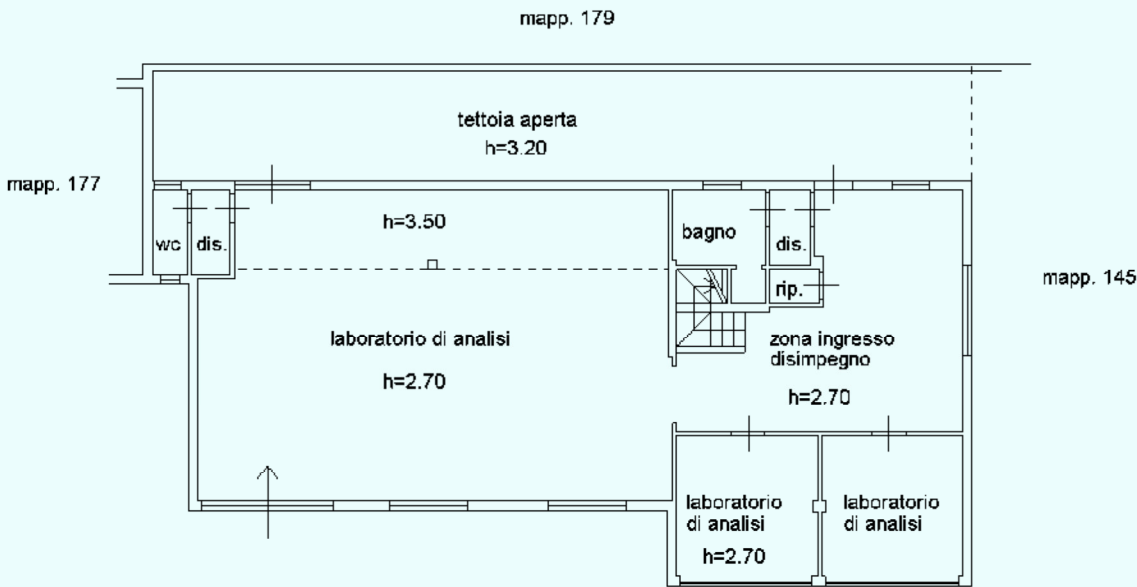 mapp. 179
tettoia aperta
h=3.20
mapp. 177
wc
dis.
h=3.50
bagno
dis.
rip.
mapp. 145
laboratorio di analisi
h=2.70
zona ingresso
disimpegno
h=2.70
laboratorio
di analisi
h=2.70
laboratorio
di analisi